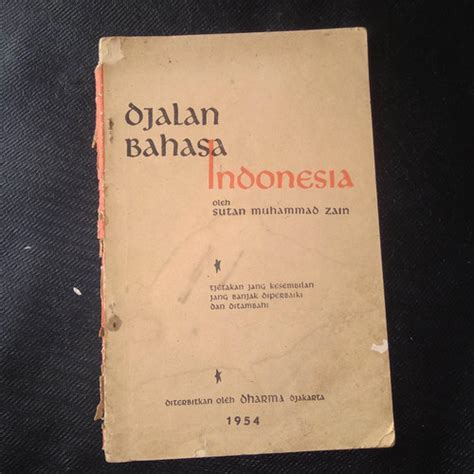 Djalan
Bahasa
Indonesia
oleh
Sutan Muhammad Zain
tjétakan jang kesembilan
jang banjak diperbaiki
dan ditambahi
diterbitkan oleh Dharma Djakarta
1954